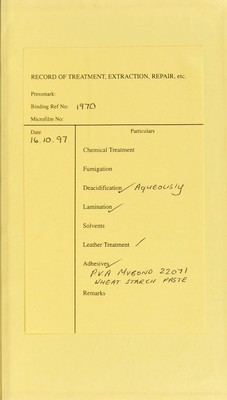 RECORD OF TREATMENT, EXTRACTION, REPAIR, etc.
Pressmark:
Binding Ref No: 1970
Microfilm No:
Date Particulars
16.10.97
Chemical Treatment
Fumigation
Deacidification / AQUEOUSLY
Lamination /
Solvents
Leather Treatment /
Adhesives /
PVA MVBOND 22071
WHEAT STARCH PASTE
Remarks